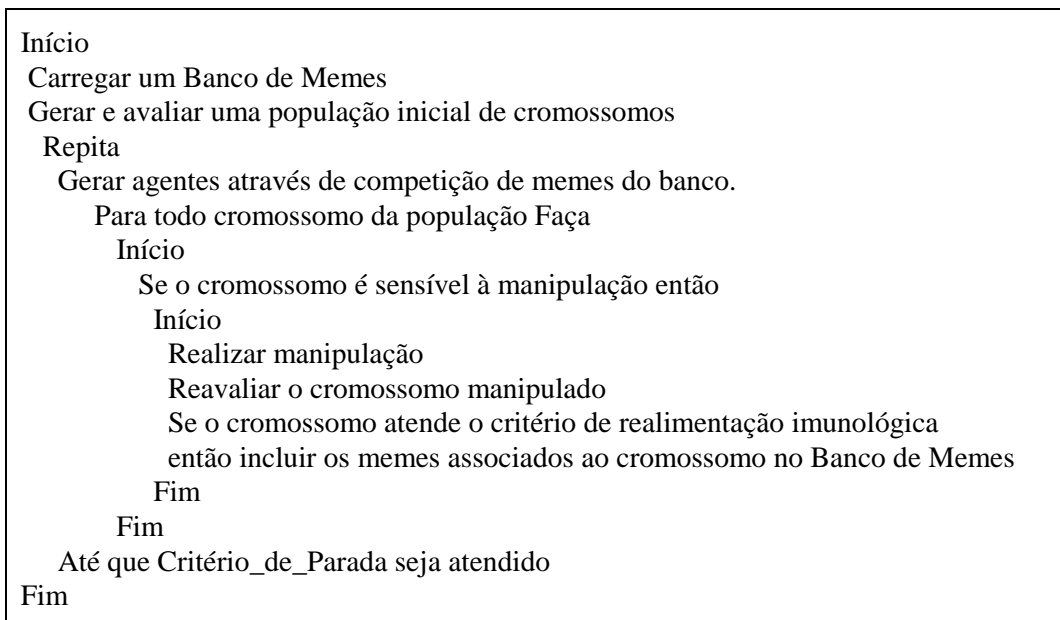 Início
Carregar um Banco de Memes
Gerar e avaliar uma população inicial de cromossomos
Repita
Gerar agentes através de competição de memes do banco.
Para todo cromossomo da população Faça
Início
Se o cromossomo é sensível à manipulação então
Início
Realizar manipulação
Reavaliar o cromossomo manipulado
Se o cromossomo atende o critério de realimentação imunológica
então incluir os memes associados ao cromossomo no Banco de Memes
Fim
Fim
Até que Critério_de_Parada seja atendido
Fim